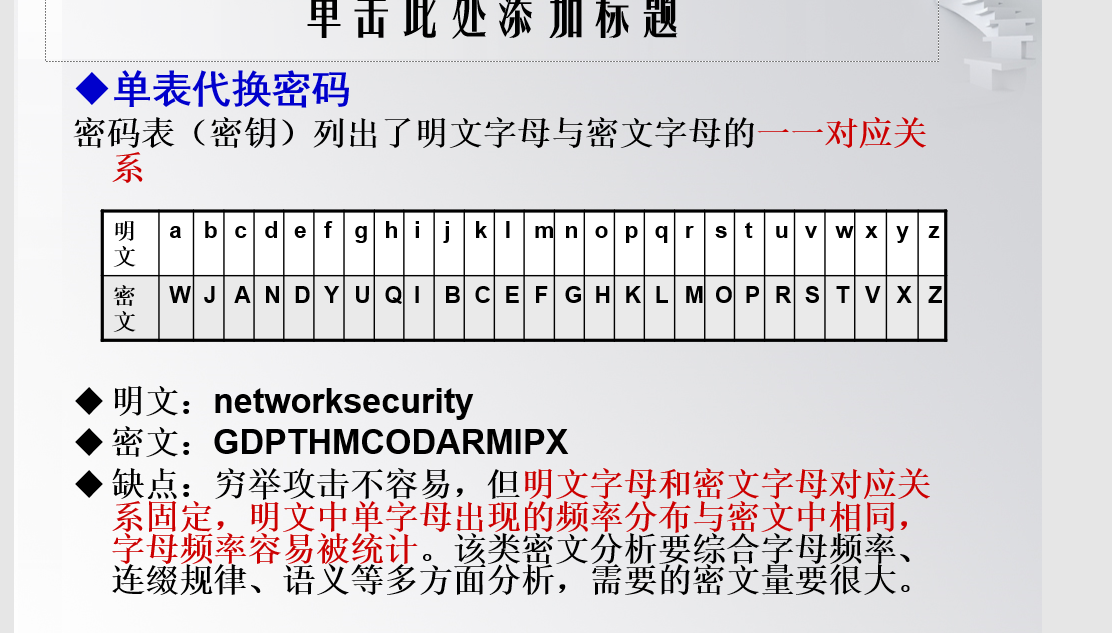 单击此处添加标题
◆单表代换密码
密码表（密钥）列出了明文字母与密文字母的一一对应关
系
明文 a b c d e f g h i j k l m n o p q r s t u v w x y z
密文 W J A N D Y U Q I B C E F G H K L M O P R S T V X Z
◆ 明文：networksecurity
◆ 密文：GDPTHMCODARMIPX
◆ 缺点：穷举攻击不容易，但明文字母和密文字母对应关
系固定，明文中单字母出现的频率分布与密文中相同，
字母频率容易被统计。该类密文分析要综合字母频率、
连缀规律、语义等多方面分析，需要的密文量要很大。